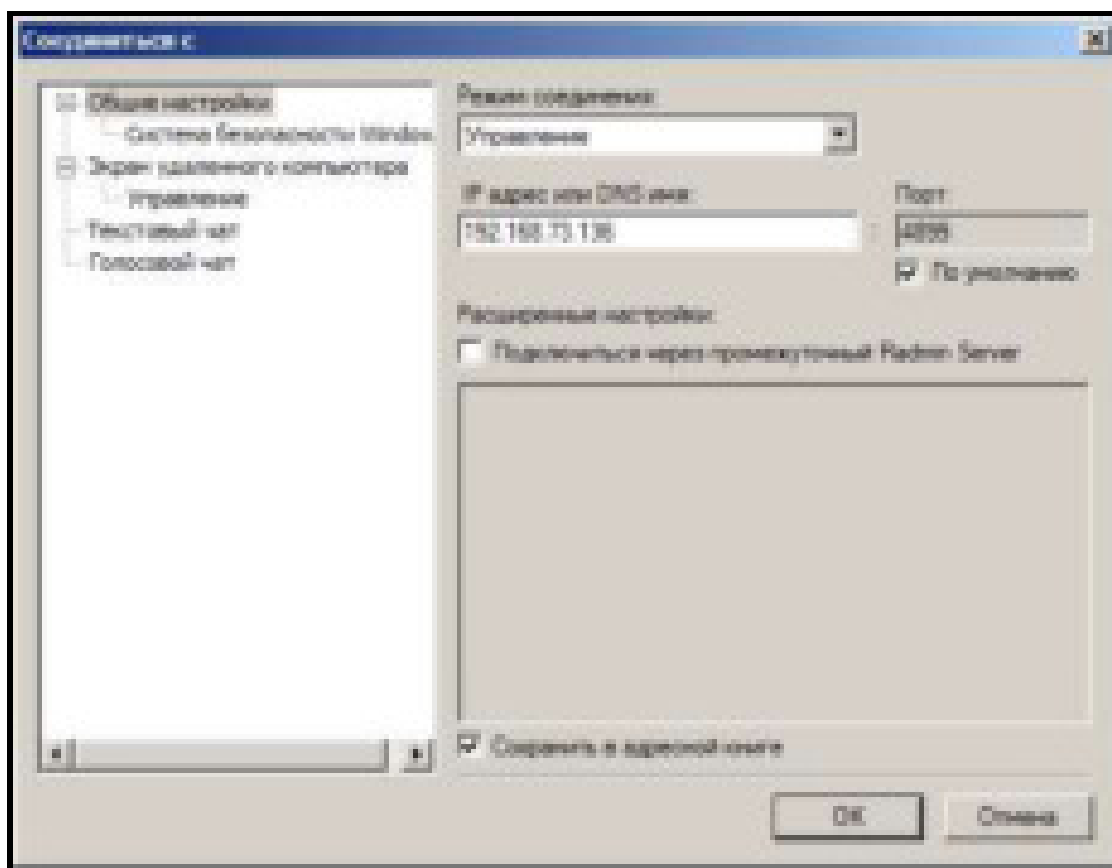 Соединиться с
Общие настройки
Система безопасности Window
Экран удаленного компьютера
Управление
Текстовый чат
Голосовой чат
Режим соединения:
Управление
IP адрес или DNS имя:
192.168.73.136
:
Порт:
4899
По умолчанию
Расширенные настройки:
Подключиться через промежуточный Radmin Server
Сохранить в адресной книге
OK
Отмена